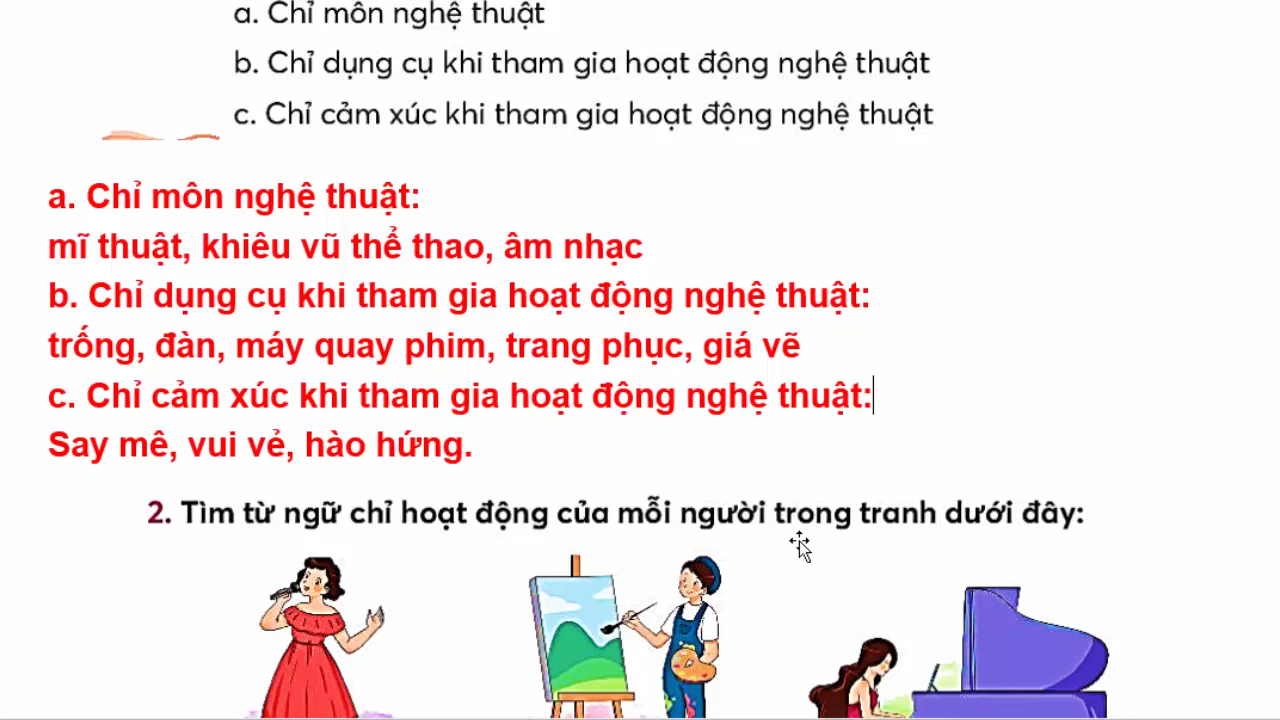 a. Chỉ môn nghệ thuật
b. Chỉ dụng cụ khi tham gia hoạt động nghệ thuật
c. Chỉ cảm xúc khi tham gia hoạt động nghệ thuật
a. Chỉ môn nghệ thuật:
mĩ thuật, khiêu vũ thể thao, âm nhạc
b. Chỉ dụng cụ khi tham gia hoạt động nghệ thuật:
trống, đàn, máy quay phim, trang phục, giá vẽ
c. Chỉ cảm xúc khi tham gia hoạt động nghệ thuật:
Say mê, vui vẻ, hào hứng.
2. Tìm từ ngữ chỉ hoạt động của mỗi người trong tranh dưới đây: